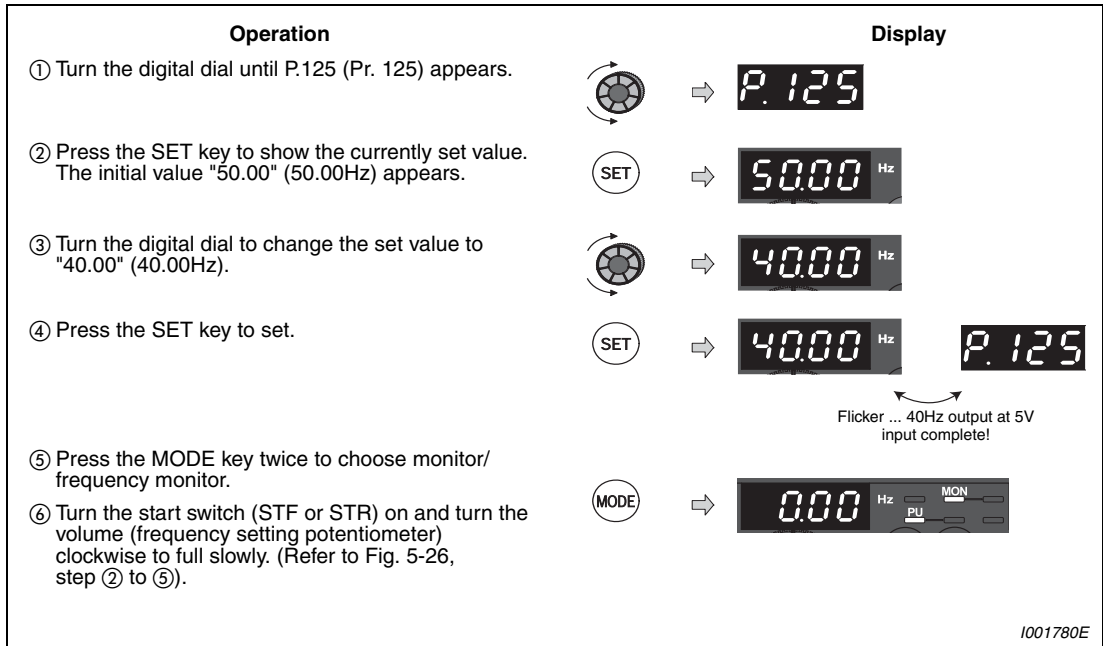 Operation
Display
① Turn the digital dial until P.125 (Pr. 125) appears.
P. 125
② Press the SET key to show the currently set value.
The initial value "50.00" (50.00Hz) appears.
SET
50.00 Hz
③ Turn the digital dial to change the set value to
"40.00" (40.00Hz).
40.00 Hz
④ Press the SET key to set.
SET
40.00 Hz
P. 125
Flicker ... 40Hz output at 5V
input complete!
⑤ Press the MODE key twice to choose monitor/
frequency monitor.
MODE
0.00 Hz
MON
PU
⑥ Turn the start switch (STF or STR) on and turn the
volume (frequency setting potentiometer)
clockwise to full slowly. (Refer to Fig. 5-26,
step ② to ⑤).
I001780E